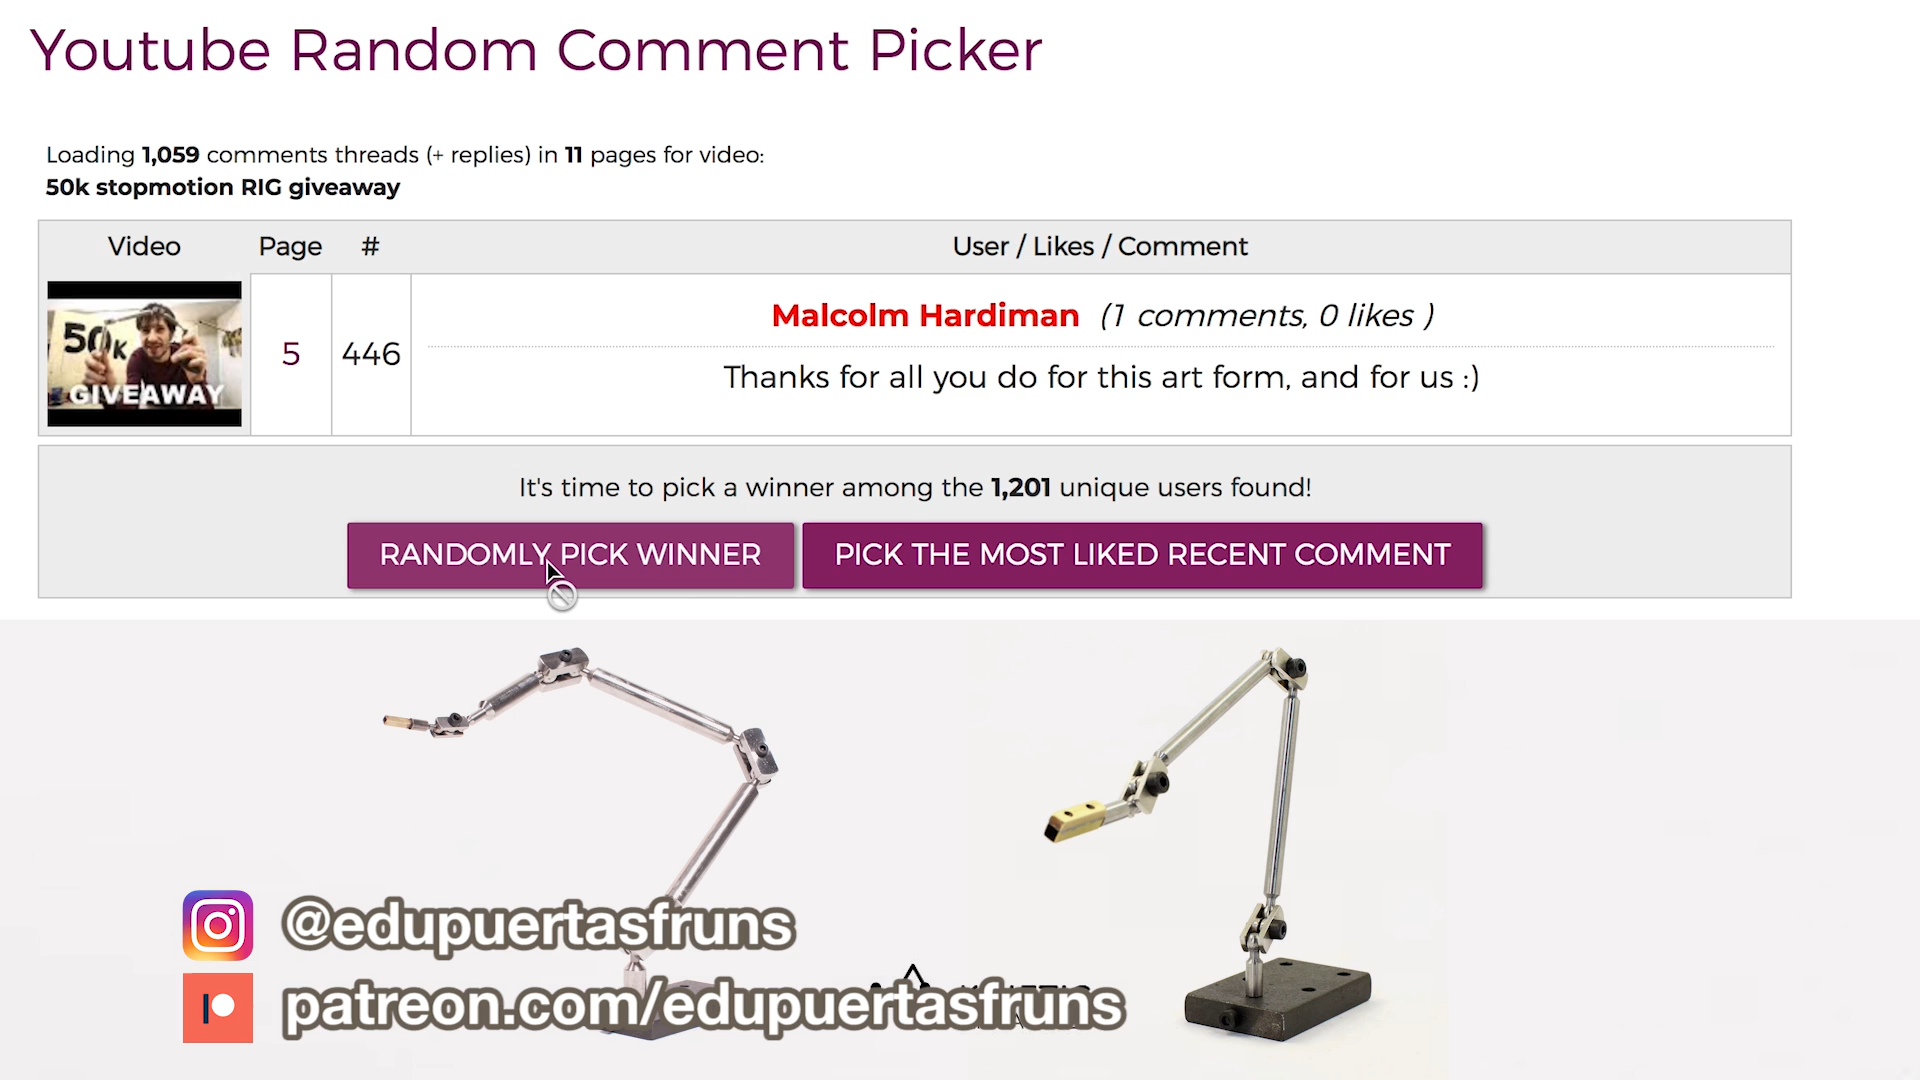 Youtube Random Comment Picker
Loading 1,059 comments threads (+ replies) in 11 pages for video:
50k stopmotion RIG giveaway
Video Page # User / Likes / Comment
50k
GIVEAWAY
5 446
Malcolm Hardiman (1 comments, 0 likes )
Thanks for all you do for this art form, and for us :)
It's time to pick a winner among the 1,201 unique users found!
RANDOMLY PICK WINNER PICK THE MOST LIKED RECENT COMMENT
@edupuertasfruns
patreon.com/edupuertasfruns